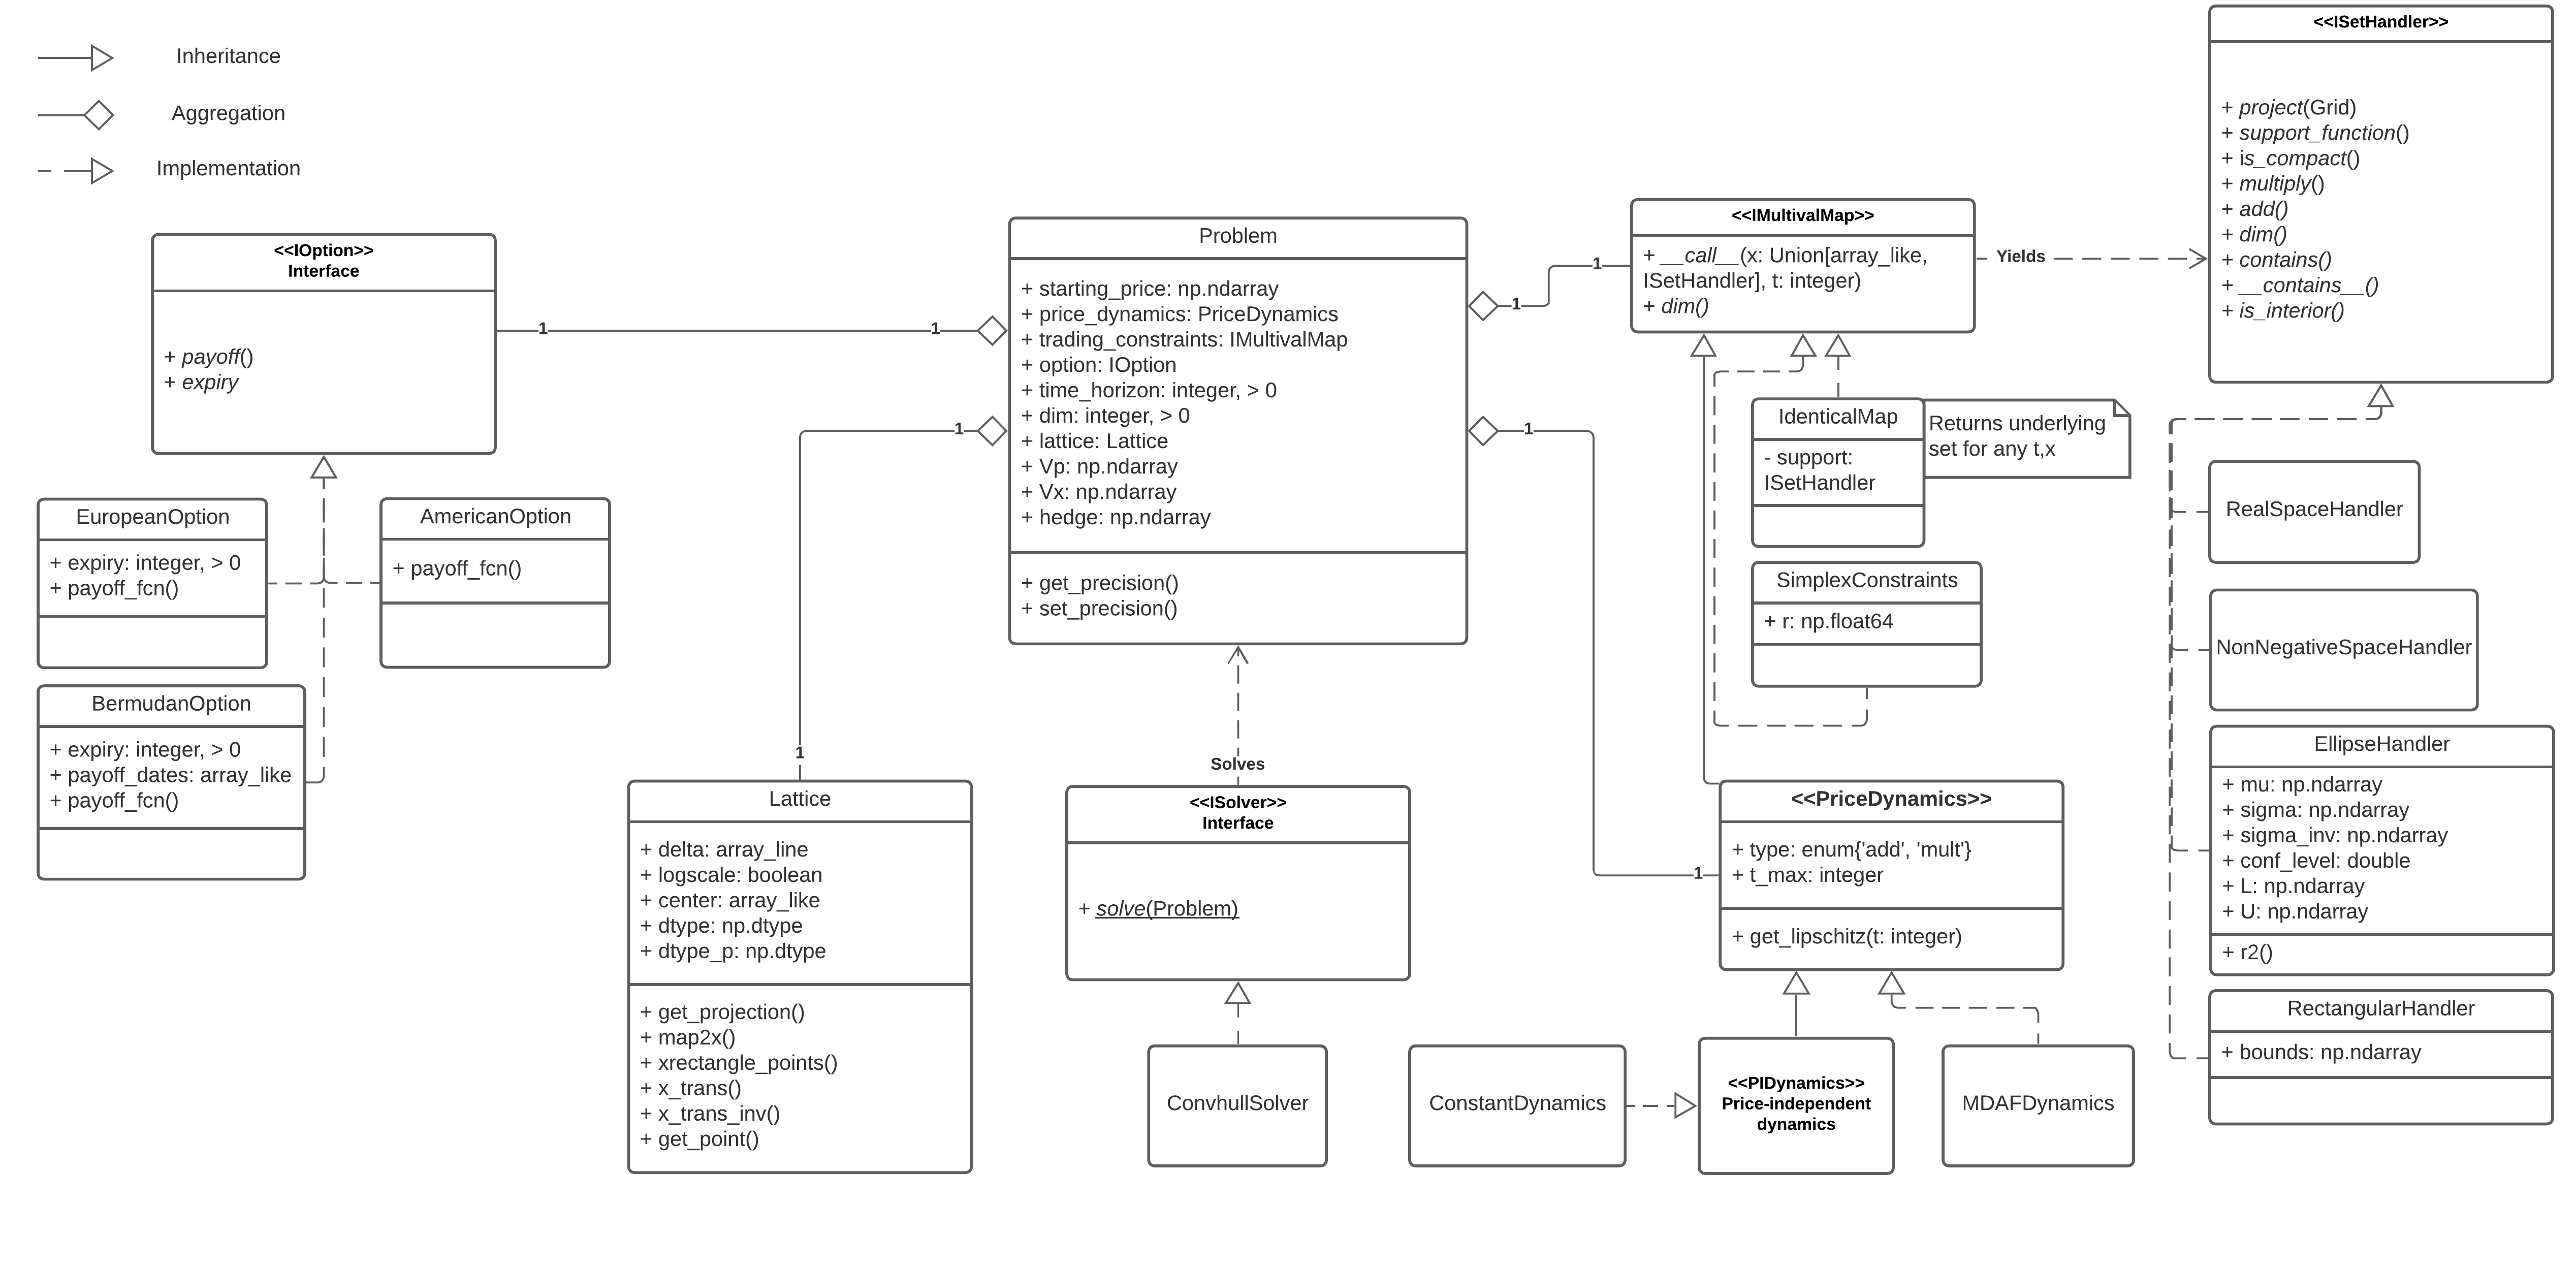 Inheritance
Aggregation
Implementation
<<IOption>>
Interface
+ payoff()
+ expiry
EuropeanOption
+ expiry: integer, > 0
+ payoff_fcn()
AmericanOption
+ payoff_fcn()
BermudanOption
+ expiry: integer, > 0
+ payoff_dates: array_like
+ payoff_fcn()
1
1
1
1
Problem
+ starting_price: np.ndarray
+ price_dynamics: PriceDynamics
+ trading_constraints: IMultivalMap
+ option: IOption
+ time_horizon: integer, > 0
+ dim: integer, > 0
+ lattice: Lattice
+ Vp: np.ndarray
+ Vx: np.ndarray
+ hedge: np.ndarray
+ get_precision()
+ set_precision()
Lattice
+ delta: array_line
+ logscale: boolean
+ center: array_like
+ dtype: np.dtype
+ dtype_p: np.dtype
+ get_projection()
+ map2x()
+ xrectangle_points()
+ x_trans()
+ x_trans_inv()
+ get_point()
Solves
<<ISolver>>
Interface
+ solve(Problem)
ConvhullSolver
1
1
1
1
<<IMultivalMap>>
+ __call__(x: Union[array_like,
ISetHandler], t: integer)
+ dim()
Yields
IdenticalMap
- support:
ISetHandler
Returns underlying
set for any t,x
SimplexConstraints
+ r: np.float64
<<PriceDynamics>>
+ type: enum{'add', 'mult'}
+ t_max: integer
+ get_lipschitz(t: integer)
ConstantDynamics
<<PIDynamics>>
Price-independent
dynamics
MDAFDynamics
<<ISetHandler>>
+ project(Grid)
+ support_function()
+ is_compact()
+ multiply()
+ add()
+ dim()
+ contains()
+ __contains__()
+ is_interior()
RealSpaceHandler
NonNegativeSpaceHandler
EllipseHandler
+ mu: np.ndarray
+ sigma: np.ndarray
+ sigma_inv: np.ndarray
+ conf_level: double
+ L: np.ndarray
+ U: np.ndarray
+ r2()
RectangularHandler
+ bounds: np.ndarray